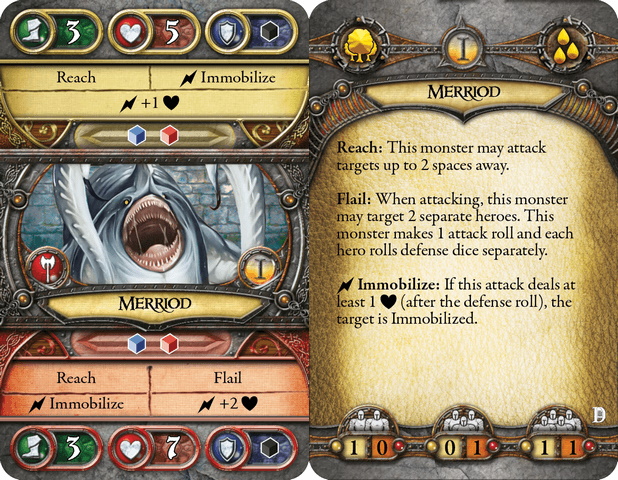 3 5
Reach Immobilize
+1
I
MERRIOD
Reach Flail
Immobilize +2
3 7
I
MERRIOD
Reach: This monster may attack
targets up to 2 spaces away.
Flail: When attacking, this monster
may target 2 separate heroes. This
monster makes 1 attack roll and each
hero rolls defense dice separately.
Immobilize: If this attack deals at
least 1 (after the defense roll), the
target is Immobilized.
D
1 0 0 1 1 1